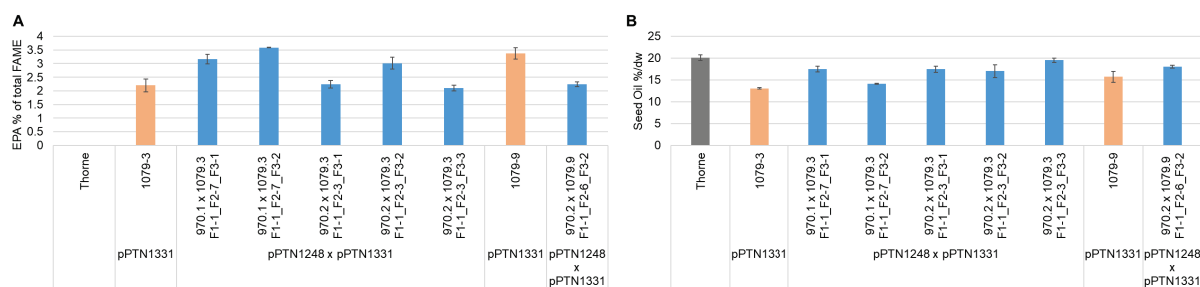 A
EPA % of total FAME
4
3.5
3
2.5
2
1.5
1
0.5
0
Thorne
1079-3
970.1 x 1079.3
F1-1_F2-7_F3-1
970.1 x 1079.3
F1-1_F2-7_F3-2
970.2 x 1079.3
F1-1_F2-3_F3-1
970.2 x 1079.3
F1-1_F2-3_F3-2
970.2 x 1079.3
F1-1_F2-3_F3-3
1079-9
970.2 x 1079.9
F1-1_F2-6_F3-2
pPTN1331
pPTN1248 x pPTN1331
pPTN1331
pPTN1248
x
pPTN1331
B
Seed Oil %/dw
25
20
15
10
5
0
Thorne
1079-3
970.1 x 1079.3
F1-1_F2-7_F3-1
970.1 x 1079.3
F1-1_F2-7_F3-2
970.2 x 1079.3
F1-1_F2-3_F3-1
970.2 x 1079.3
F1-1_F2-3_F3-2
970.2 x 1079.3
F1-1_F2-3_F3-3
1079-9
970.2 x 1079.9
F1-1_F2-6_F3-2
pPTN1331
pPTN1248 x pPTN1331
pPTN1331
pPTN1248
x
pPTN1331